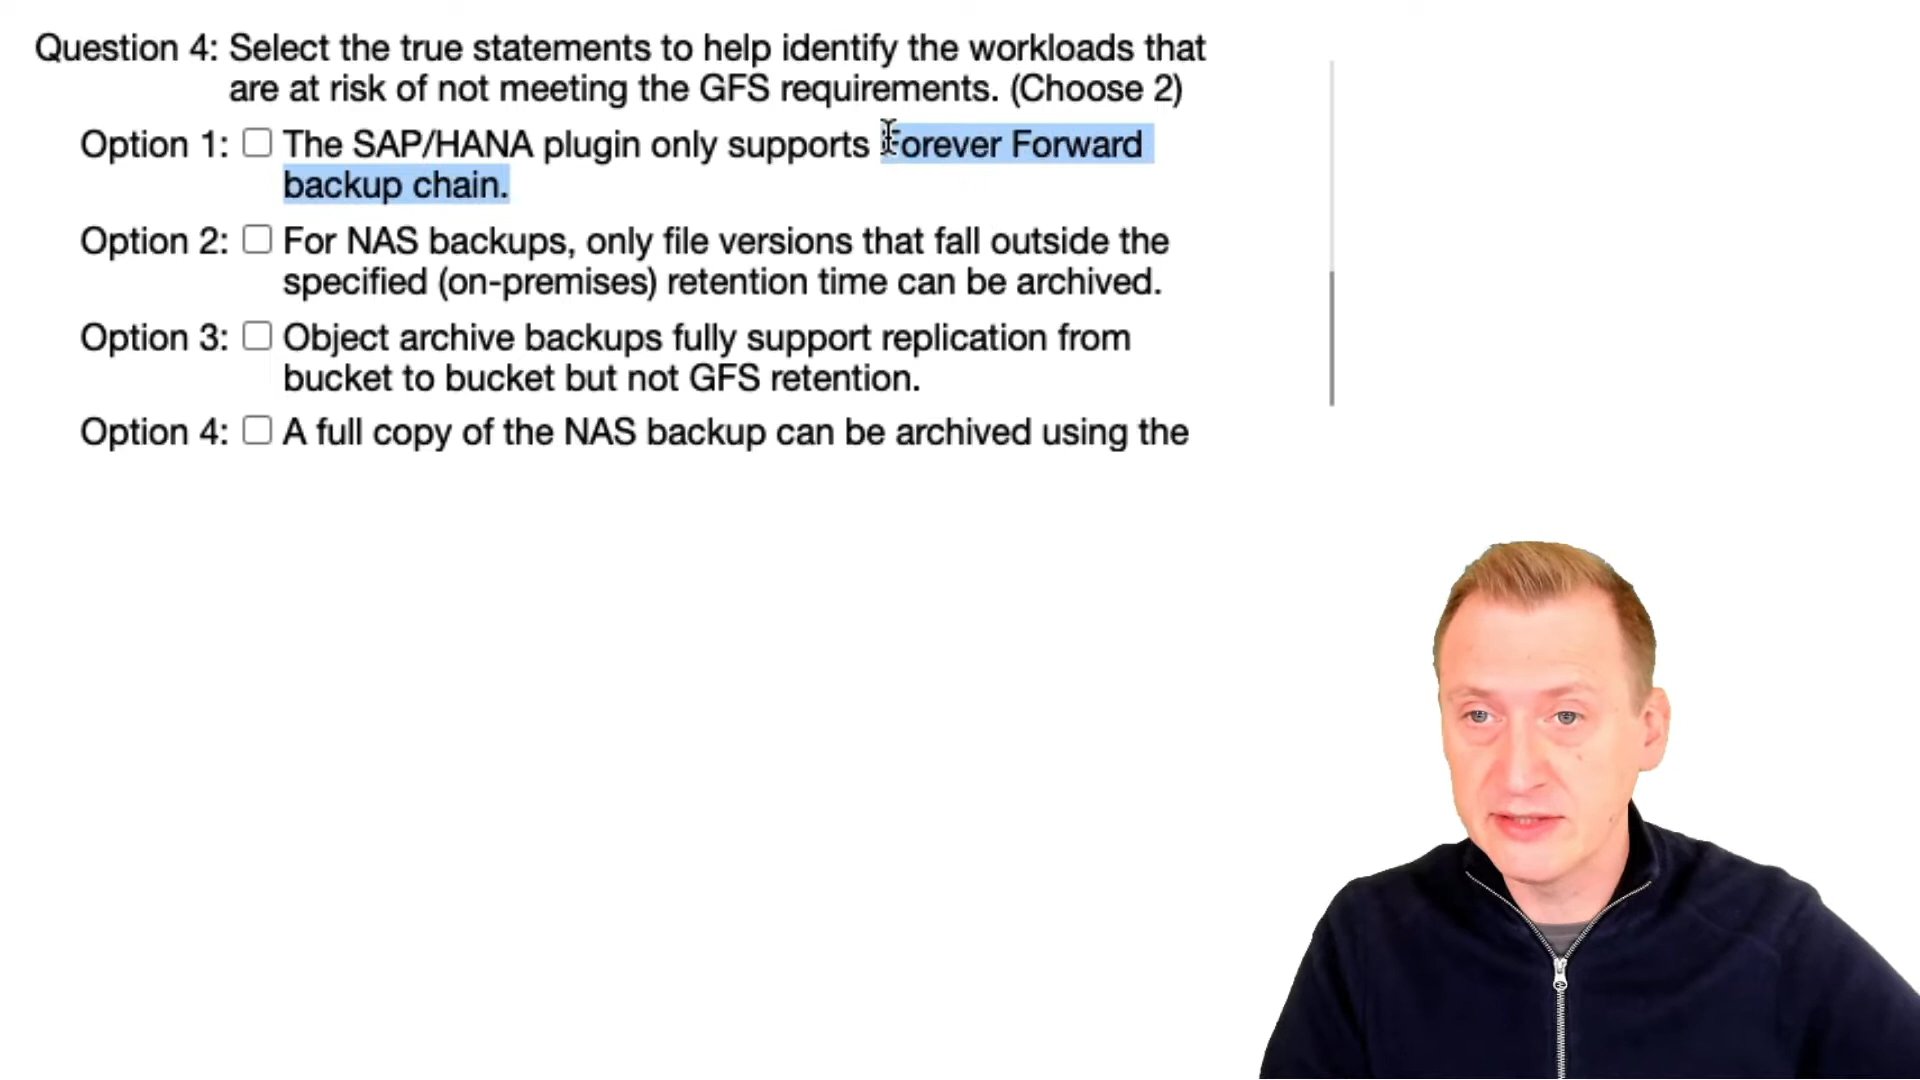 Question 4: Select the true statements to help identify the workloads that
are at risk of not meeting the GFS requirements. (Choose 2)
Option 1: The SAP/HANA plugin only supports Forever Forward
backup chain.
Option 2: For NAS backups, only file versions that fall outside the
specified (on-premises) retention time can be archived.
Option 3: Object archive backups fully support replication from
bucket to bucket but not GFS retention.
Option 4: A full copy of the NAS backup can be archived using the